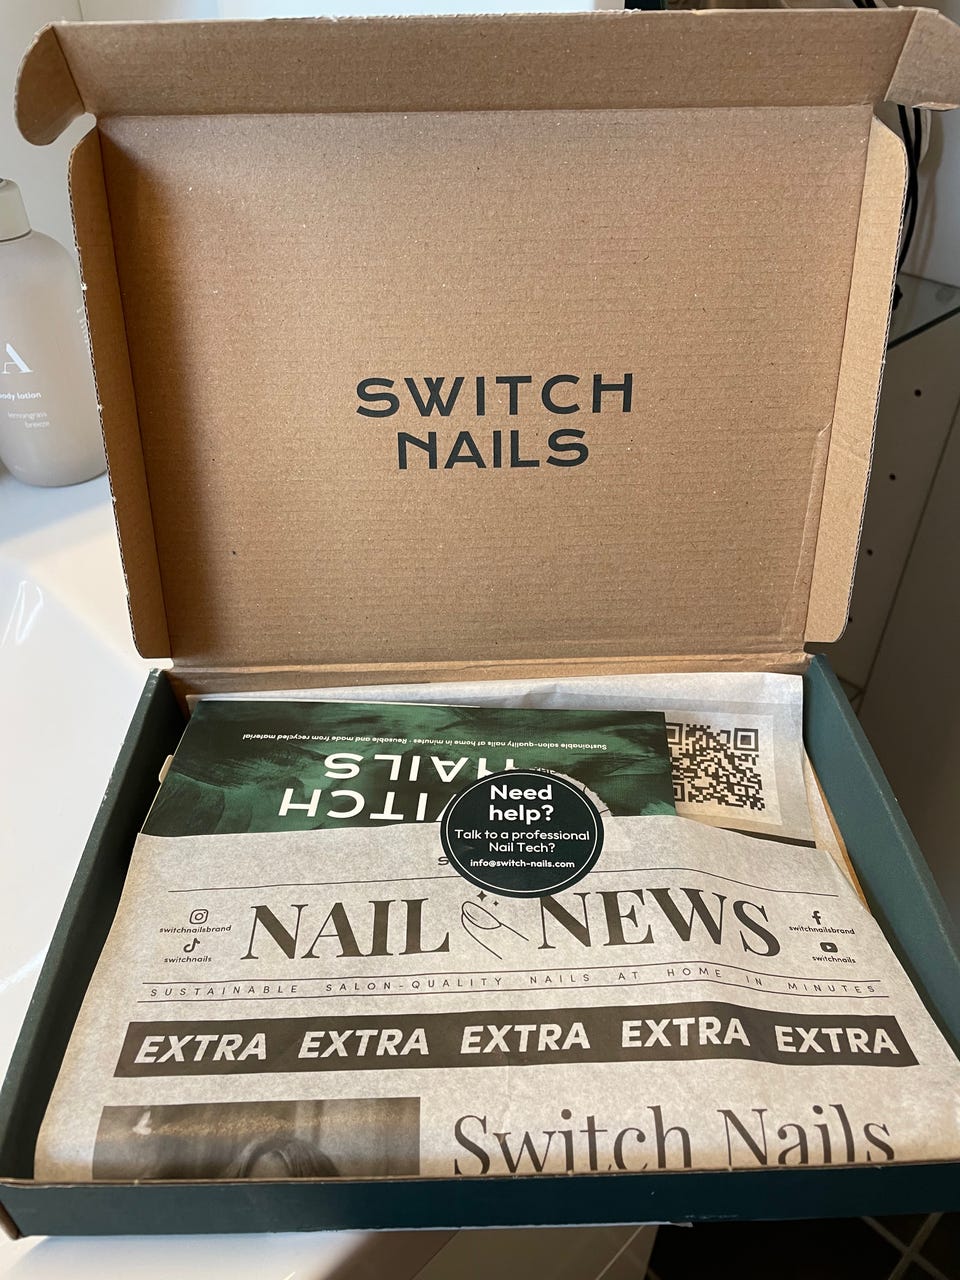 SWITCH
NAILS
A
body lotion
lemongrass
breeze
Sustainable salon-quality nails at home in minutes · Reusable and made from recycled material
NAILS
Need
help?
Talk to a professional
Nail Tech?
info@switch-nails.com
switchnailsbrand
switchnails
NAIL NEWS
switchnailsbrand
switchnails
SUSTAINABLE SALON-QUALITY NAILS AT HOME IN MINUTES
EXTRA EXTRA EXTRA EXTRA EXTRA
Switch Nails